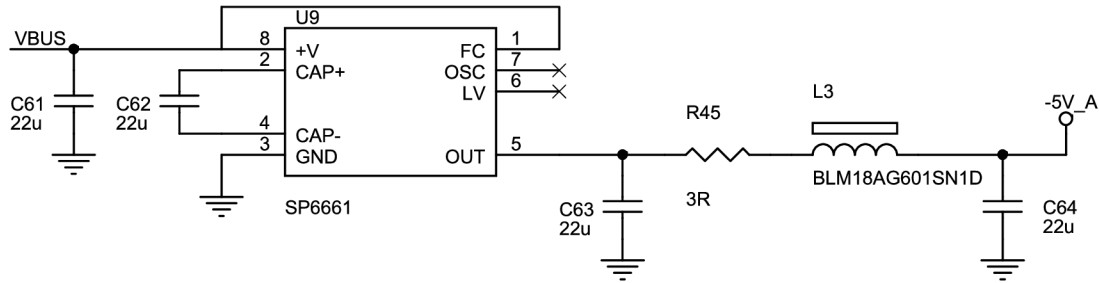 U9
VBUS
8
+V
FC
1
2
CAP+
OSC
7
LV
6
C61
22u
C62
22u
4
CAP-
3
GND
OUT
5
SP6661
R45
3R
L3
BLM18AG601SN1D
-5V_A
C63
22u
C64
22u